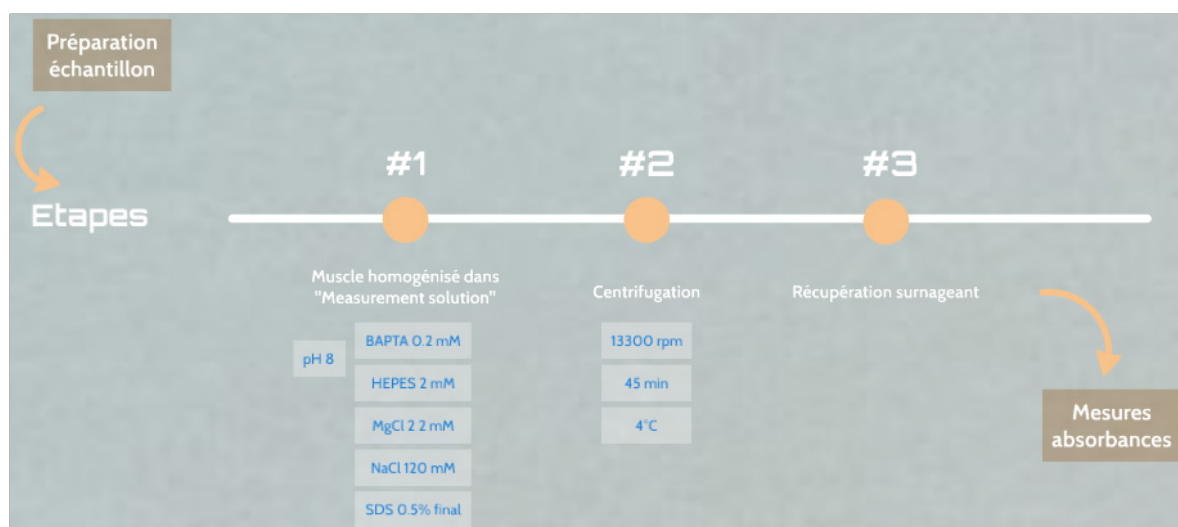 Préparation
échantillon
Etapes
#1
#2
#3
Muscle homogénisé dans
"Measurement solution"
Centrifugation
Récupération surnageant
pH 8
BAPTA 0.2 mM
HEPES 2 mM
MgCl 2 2 mM
NaCl 120 mM
SDS 0.5% final
13300 rpm
45 min
4°C
Mesures
absorbances